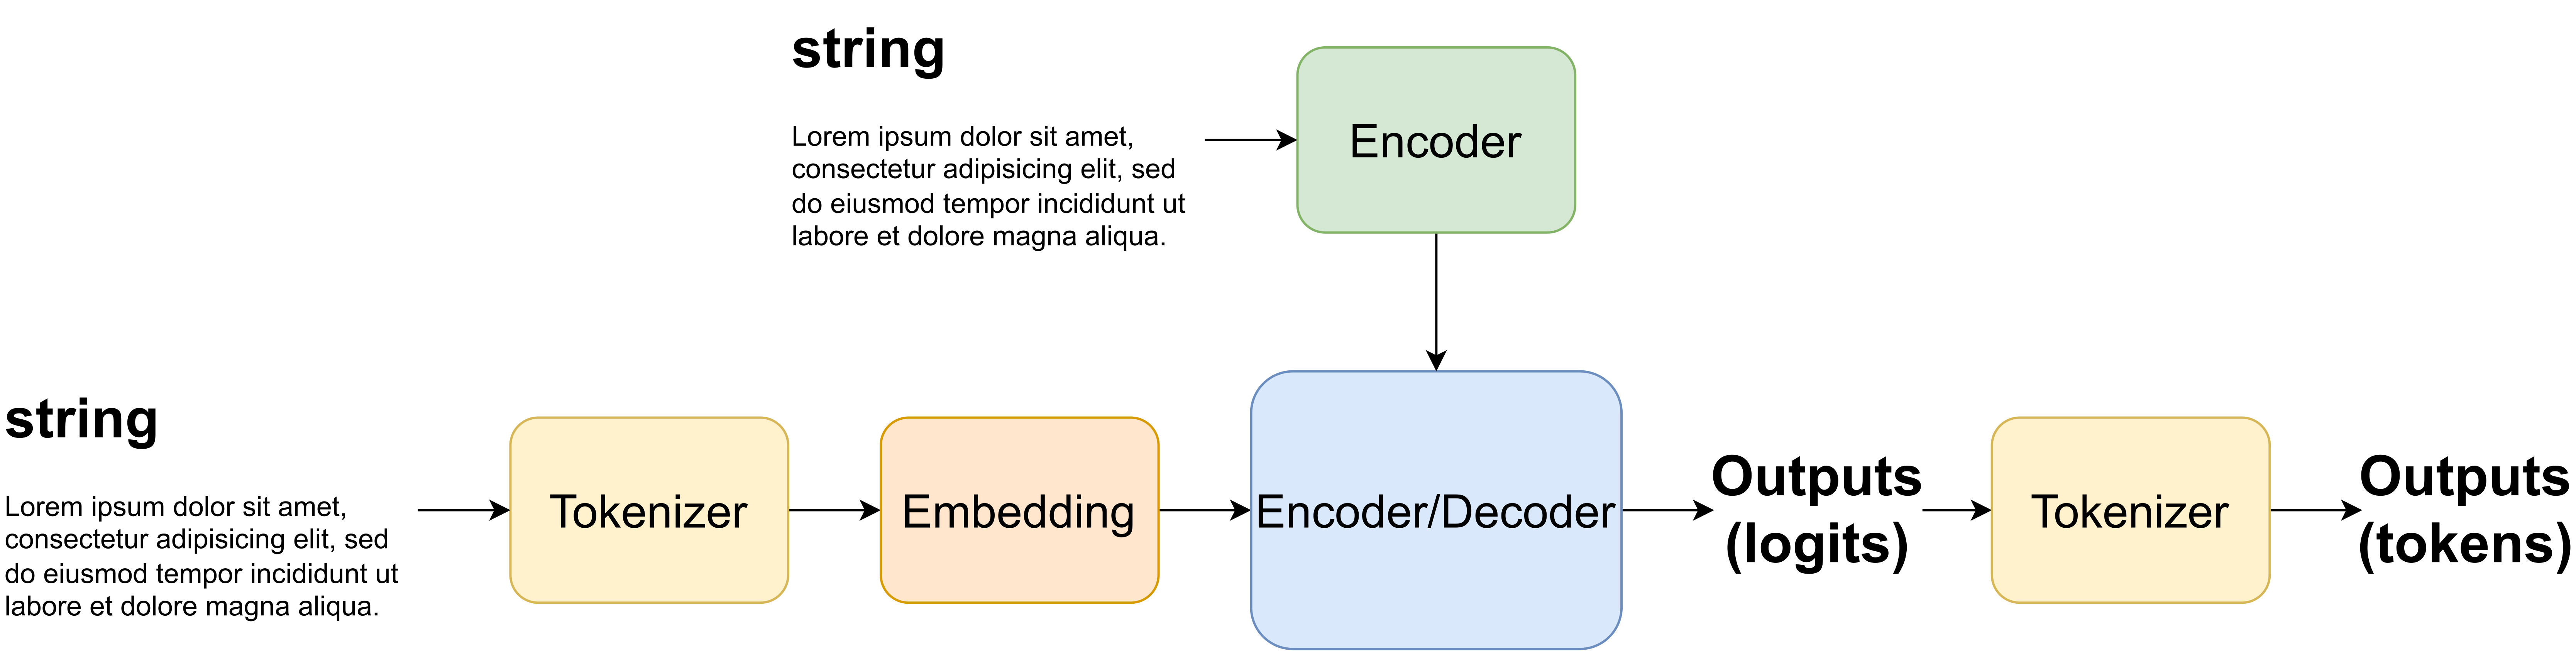 string
Lorem ipsum dolor sit amet,
consectetur adipisicing elit, sed
do eiusmod tempor incididunt ut
labore et dolore magna aliqua.
Encoder
string
Lorem ipsum dolor sit amet,
consectetur adipisicing elit, sed
do eiusmod tempor incididunt ut
labore et dolore magna aliqua.
Tokenizer
Embedding
Encoder/Decoder
Outputs
(logits)
Tokenizer
Outputs
(tokens)